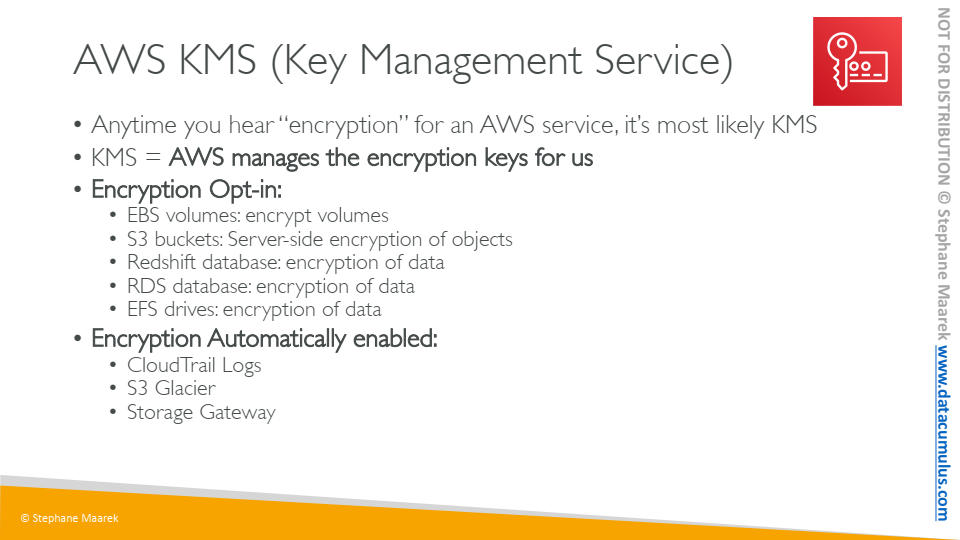 AWS KMS (Key Management Service)
• Anytime you hear “encryption” for an AWS service, it’s most likely KMS
• KMS = AWS manages the encryption keys for us
• Encryption Opt-in:
• EBS volumes: encrypt volumes
• S3 buckets: Server-side encryption of objects
• Redshift database: encryption of data
• RDS database: encryption of data
• EFS drives: encryption of data
• Encryption Automatically enabled:
• CloudTrail Logs
• S3 Glacier
• Storage Gateway
© Stephane Maarek
NOT FOR DISTRIBUTION © Stephane Maarek www.datacumulus.com